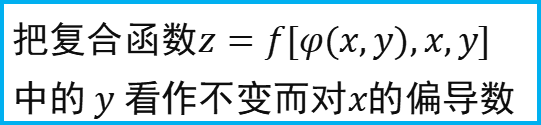 把复合函数z = f[φ(x, y), x, y]
中的 y 看作不变而对x的偏导数